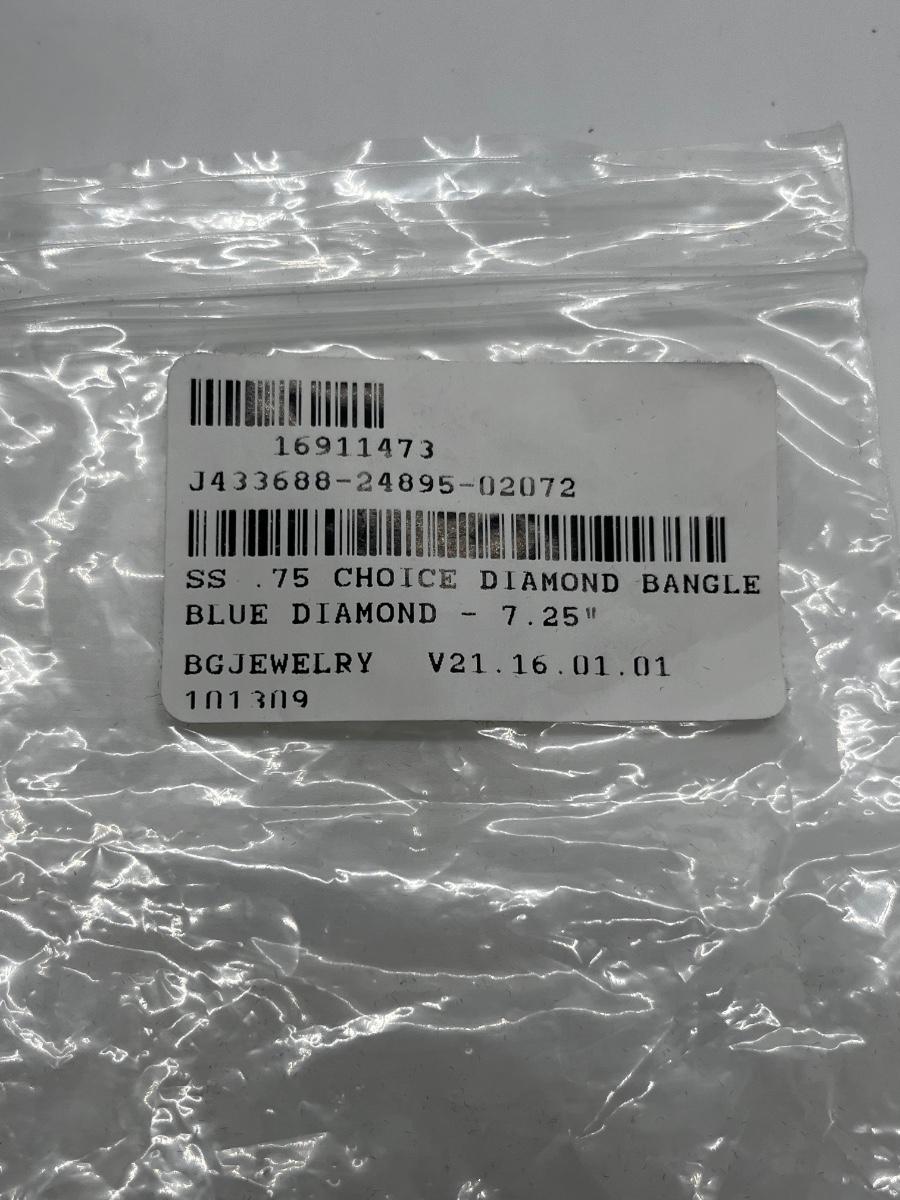 16911473
J433688-24895-02072
SS .75 CHOICE DIAMOND BANGLE
BLUE DIAMOND - 7.25"
BGJEWELRY V21.16.01.01
101309